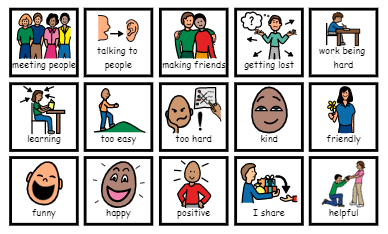 meeting people
talking to
people
making friends
getting lost
work being
hard
learning
too easy
too hard
kind
friendly
funny
happy
positive
I share
helpful